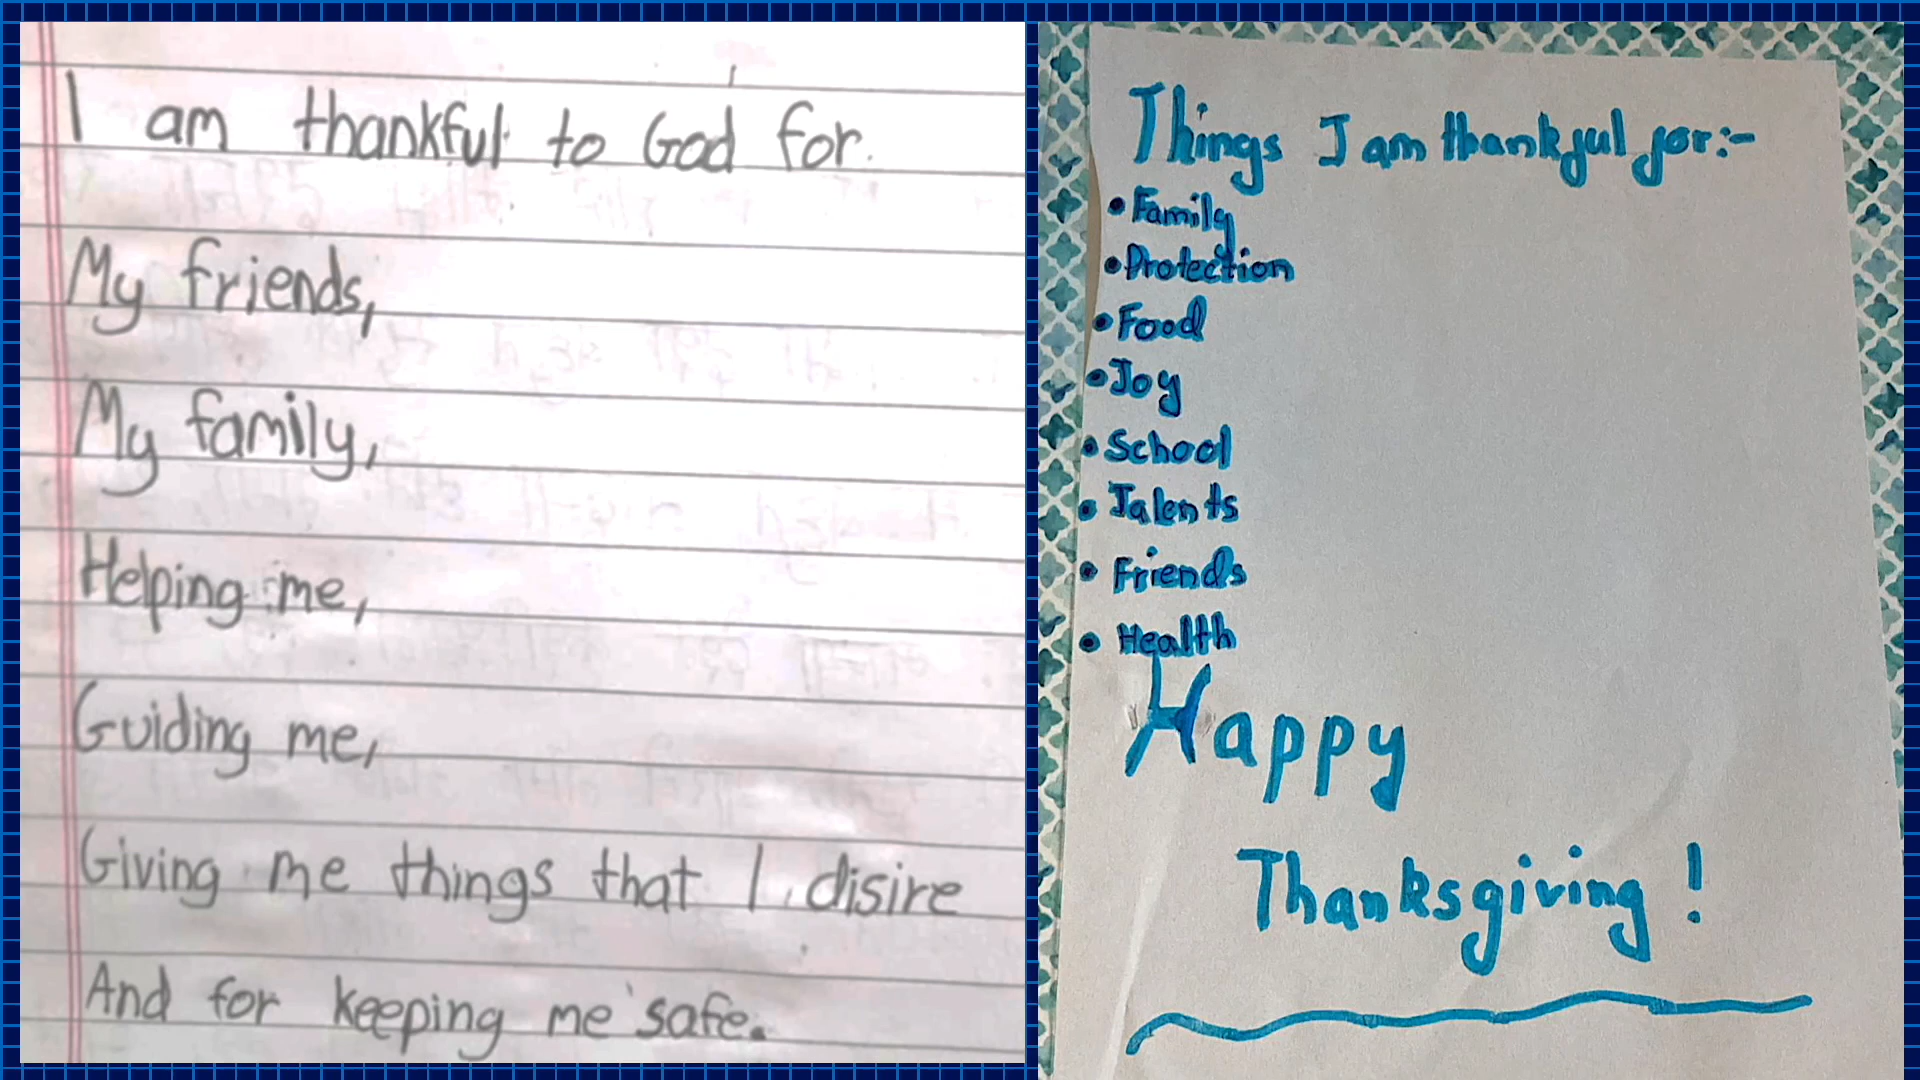 I am thankful to God for.
My friends,
My family,
Helping me,
Guiding me,
Giving me things that I disire
And for keeping me safe.
Things I am thankful for:-
• Family
• Protection
• Food
• Joy
• School
• Talents
• Friends
• Health
Happy
Thanksgiving!